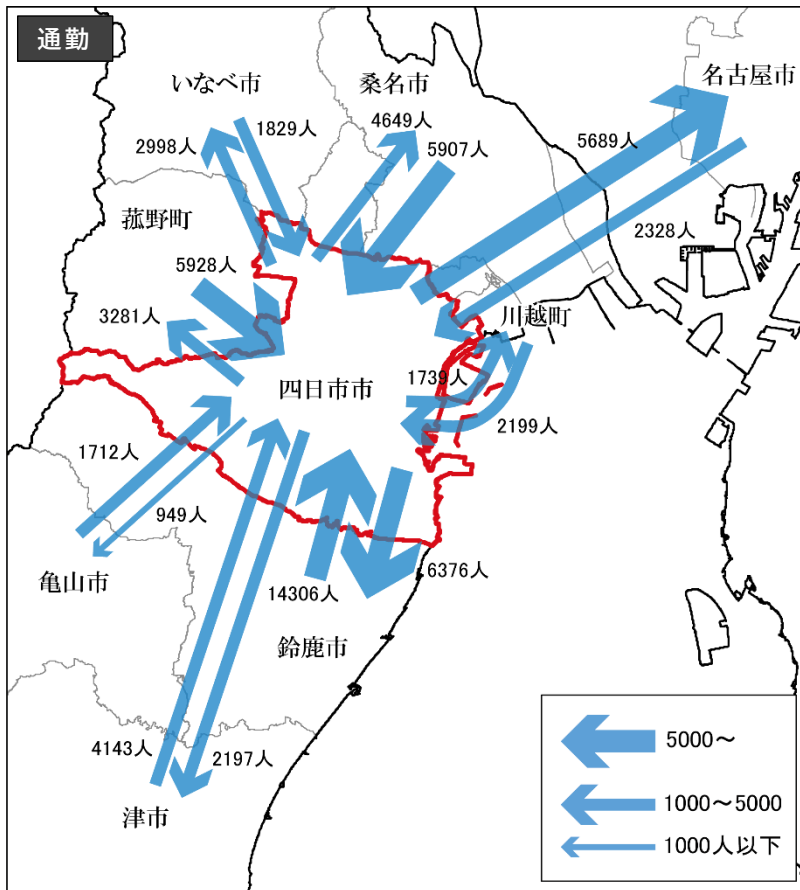 通勤
いなべ市
桑名市
名古屋市
4649人
1829人
5689人
2998人
5907人
菰野町
2328人
5928人
3281人
川越町
1739人
四日市市
2199人
1712人
949人
亀山市
14306人
6376人
鈴鹿市
4143人
2197人
津市
5000～
1000～5000
1000人以下